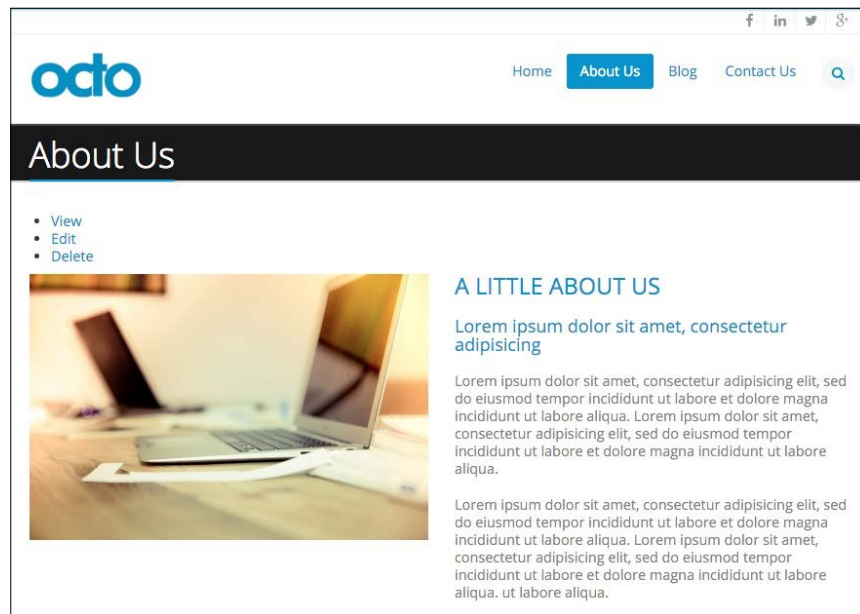 octo
Home About Us Blog Contact Us
About Us
View
Edit
Delete
A LITTLE ABOUT US
Lorem ipsum dolor sit amet, consectetur
adipisicing
Lorem ipsum dolor sit amet, consectetur adipisicing elit, sed
do eiusmod tempor incididunt ut labore et dolore magna
incididunt ut labore aliqua. Lorem ipsum dolor sit amet,
consectetur adipisicing elit, sed do eiusmod tempor
incididunt ut labore et dolore magna incididunt ut labore
aliqua.
Lorem ipsum dolor sit amet, consectetur adipisicing elit, sed
do eiusmod tempor incididunt ut labore et dolore magna
incididunt ut labore aliqua. Lorem ipsum dolor sit amet,
consectetur adipisicing elit, sed do eiusmod tempor
incididunt ut labore et dolore magna incididunt ut labore
aliqua. ut labore aliqua.